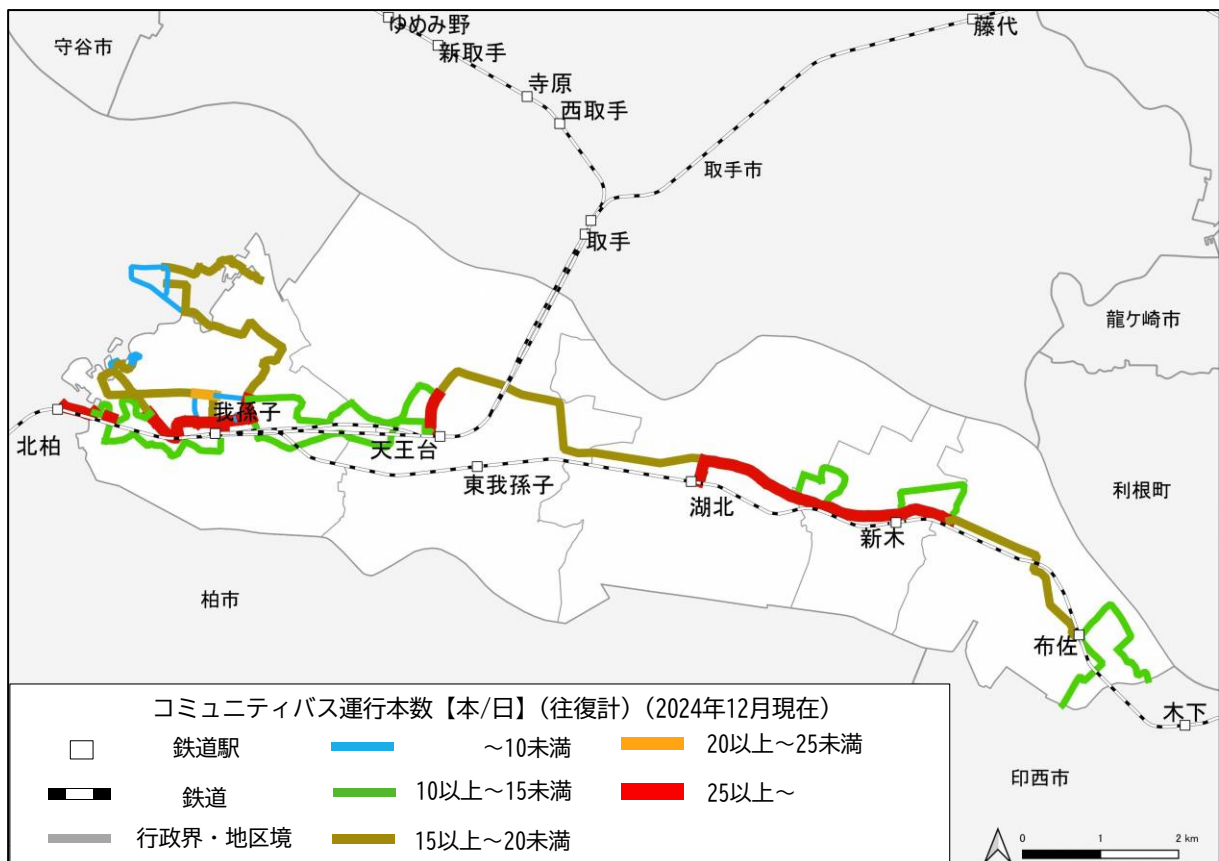 ゆめみ野
藤代
守谷市
新取手
寺原
西取手
取手市
取手
龍ケ崎市
我孫子
北柏
天王台
東我孫子
湖北
利根町
新木
柏市
布佐
木下
印西市
コミュニティバス運行本数【本/日】(往復計)(2024年12月現在)
鉄道駅
～10未満
20以上～25未満
鉄道
10以上～15未満
25以上～
行政界・地区境
15以上～20未満
0 1 2 km